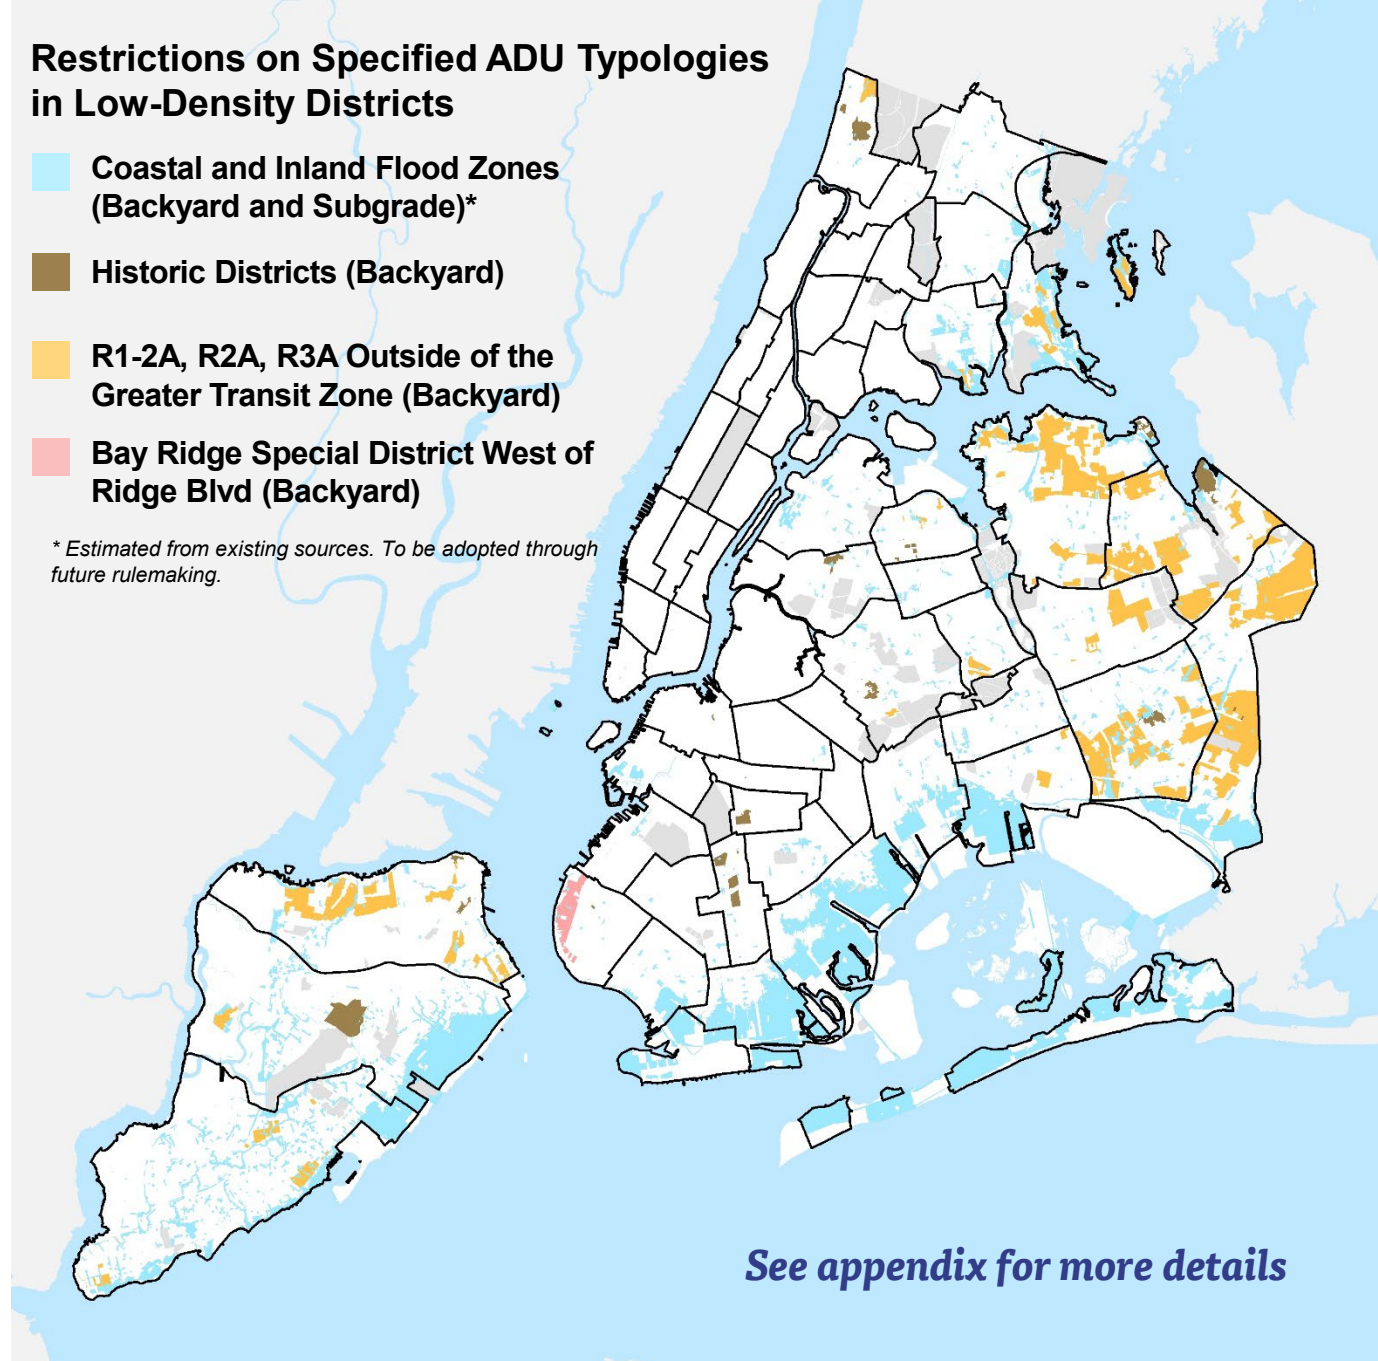 Restrictions on Specified ADU Typologies
in Low-Density Districts
Coastal and Inland Flood Zones
(Backyard and Subgrade)*
Historic Districts (Backyard)
R1-2A, R2A, R3A Outside of the
Greater Transit Zone (Backyard)
Bay Ridge Special District West of
Ridge Blvd (Backyard)
* Estimated from existing sources. To be adopted through
future rulemaking.
See appendix for more details